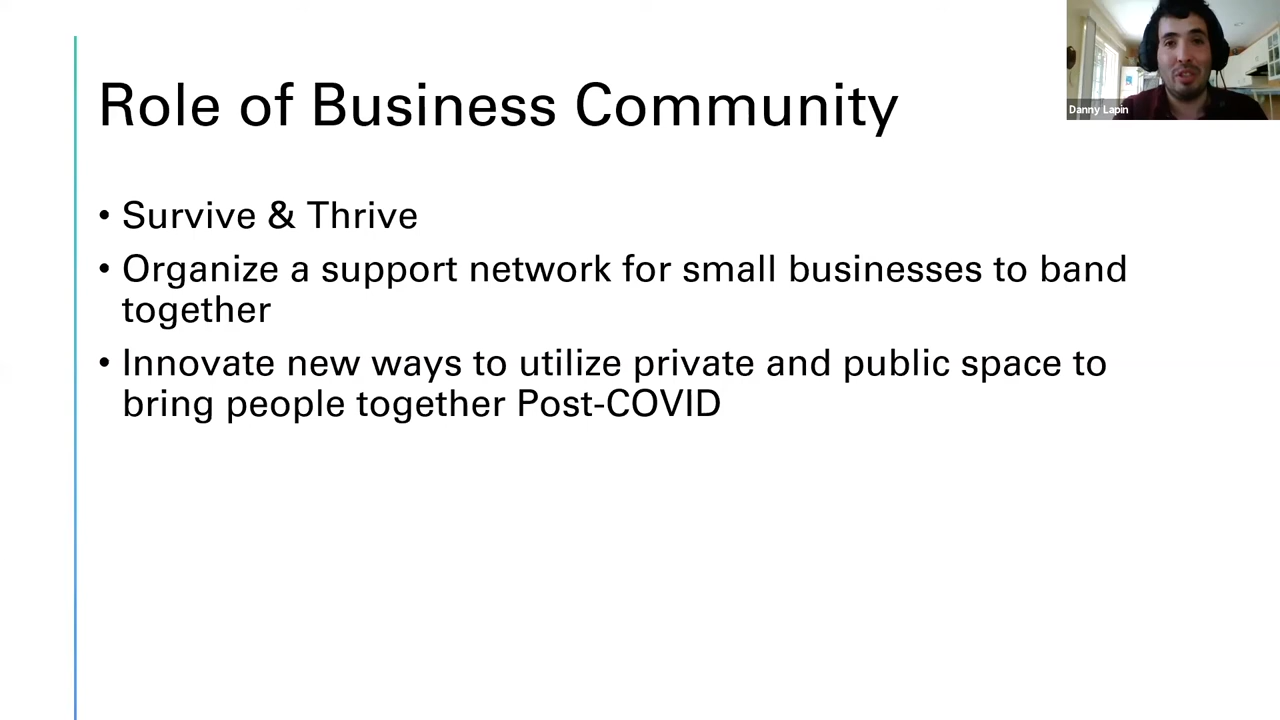 Role of Business Community
Danny Lapin
• Survive & Thrive
• Organize a support network for small businesses to band
together
• Innovate new ways to utilize private and public space to
bring people together Post-COVID